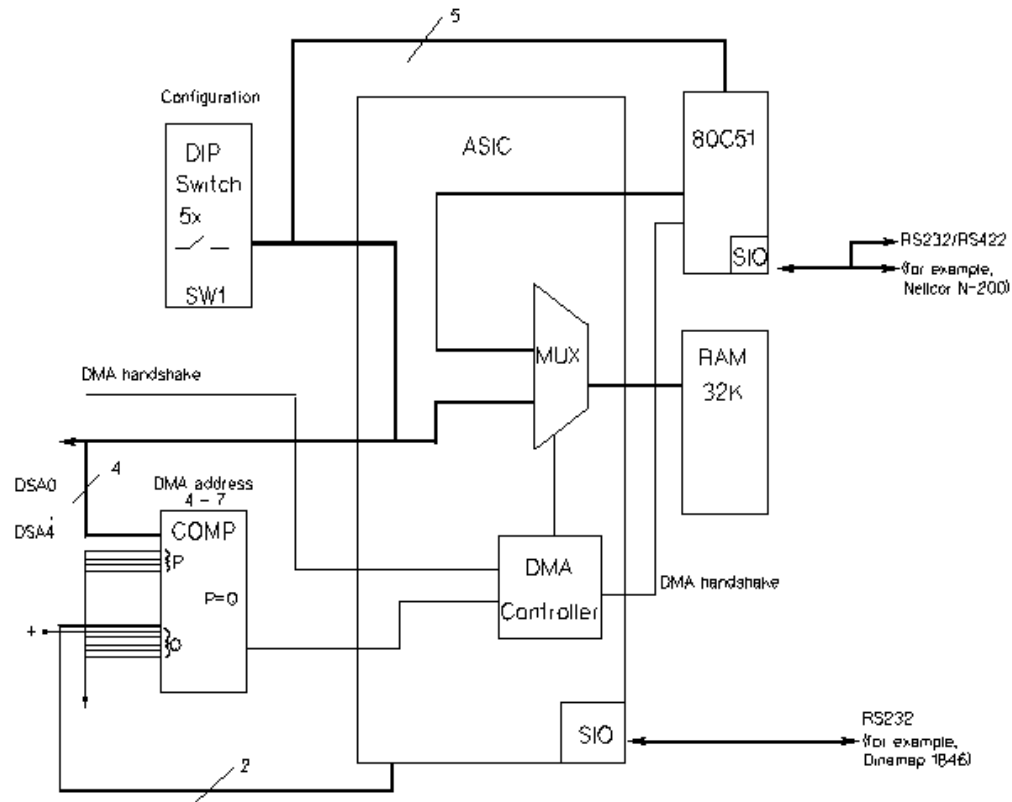 5
Configuration
DIP
Switch
5x
SW1
ASIC
80C51
SIO
RS232/RS422
(for example,
Nellcor N-200)
MUX
RAM
32K
DMA handshake
4
DSA0
DSA4
DMA address
4 - 7
COMP
P
P=Q
+
Q
DMA
Controller
DMA handshake
SIO
RS232
(for example,
Dinamap 1846)
2